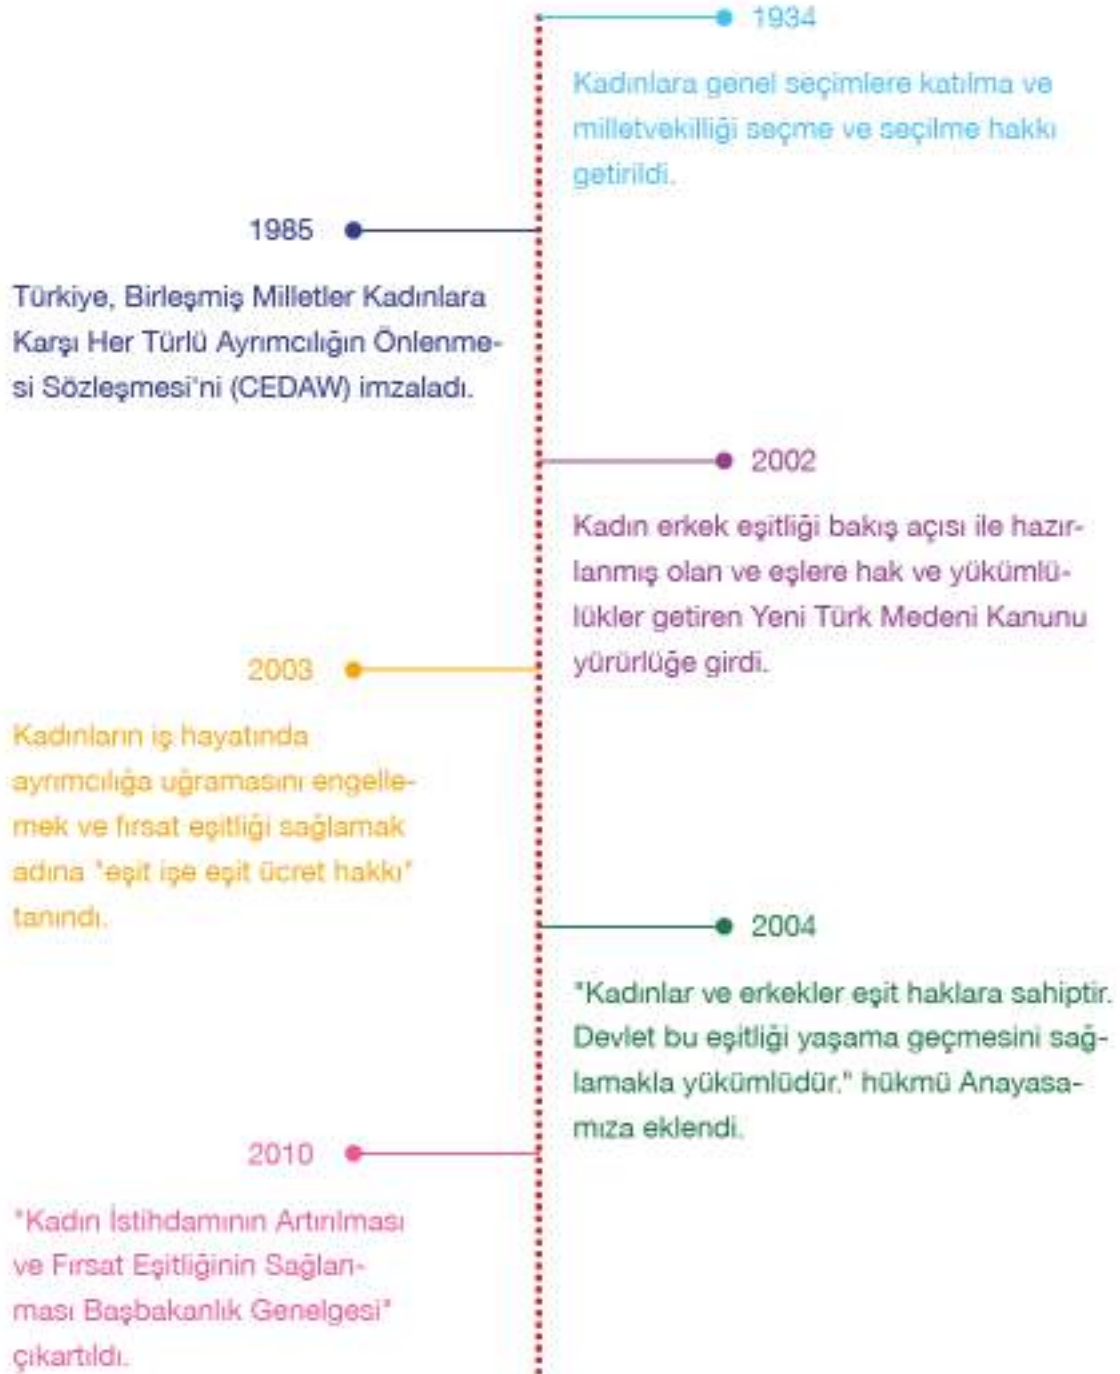 1934
Kadınlara genel seçimlere katılma ve
milletvekilliği seçme ve seçilme hakkı
getirildi.
1985
Türkiye, Birleşmiş Milletler Kadınlara
Karşı Her Türlü Ayrımcılığın Önlenme-
si Sözleşmesi'ni (CEDAW) imzaladı.
2002
Kadın erkek eşitliği bakış açısı ile hazır-
lanmış olan ve eşlere hak ve yükümlü-
lükler getiren Yeni Türk Medeni Kanunu
yürürlüğe girdi.
2003
Kadınların iş hayatında
ayrımcılığa uğramasını engelle-
mek ve fırsat eşitliği sağlamak
adına "eşit işe eşit ücret hakkı"
tanındı.
2004
"Kadınlar ve erkekler eşit haklara sahiptir.
Devlet bu eşitliği yaşama geçmesini sağ-
lamakla yükümlüdür." hükmü Anayasa-
mıza eklendi.
2010
"Kadın İstihdamının Artırılması
ve Fırsat Eşitliğinin Sağlan-
ması Başbakanlık Genelgesi"
çıkartıldı.